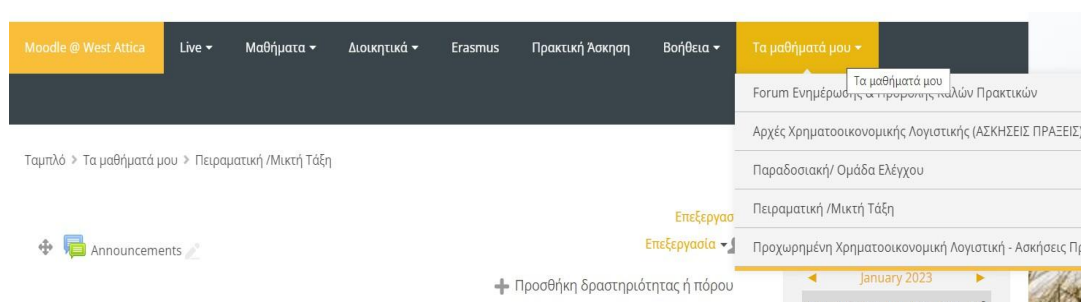 Moodle @ West Attica Live Μαθήματα Διοικητικά Erasmus Πρακτική Άσκηση Βοήθεια Τα μαθήματά μου
Τα μαθήματά μου
Forum Ενημέρωσης & Προβολής Καλών Πρακτικών
Αρχές Χρηματοοικονομικής Λογιστικής (ΑΣΚΗΣΕΙΣ ΠΡΑΞΕΙΣ)
Ταμπλό > Τα μαθήματά μου > Πειραματική /Μικτή Τάξη
Παραδοσιακή/ Ομάδα Ελέγχου
Πειραματική /Μικτή Τάξη
Επεξεργασ
Announcements
Επεξεργασία
Προχωρημένη Χρηματοοικονομική Λογιστική - Ασκήσεις Πρ
Προσθήκη δραστηριότητας ή πόρου
January 2023